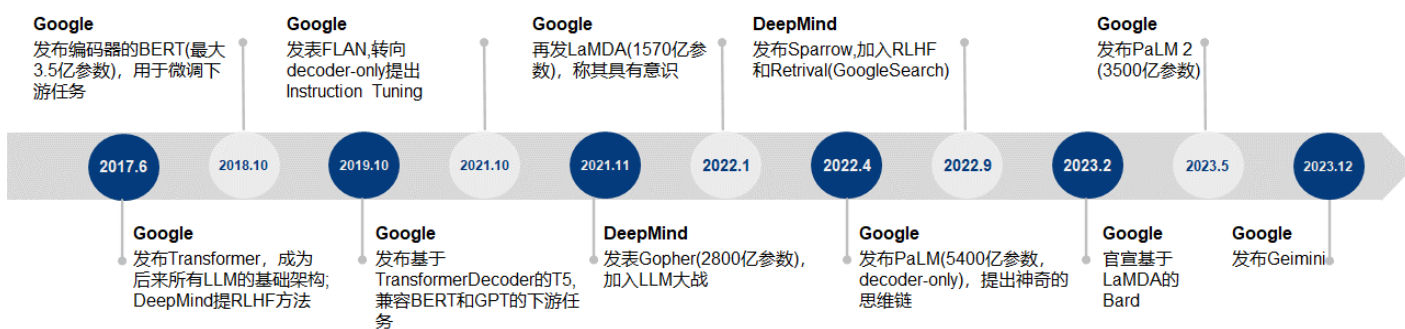 Google
发布编码器的BERT(最大
3.5亿参数)，用于微调下
游任务
Google
发表FLAN,转向
decoder-only提出
Instruction Tuning
Google
再发LaMDA(1570亿参
数)，称其具有意识
DeepMind
发布Sparrow,加入RLHF
和Retrival(GoogleSearch)
Google
发布PaLM 2
(3500亿参数)
2017.6
2018.10
2019.10
2021.10
2021.11
2022.1
2022.4
2022.9
2023.2
2023.5
2023.12
Google
发布Transformer，成为
后来所有LLM的基础架构;
DeepMind提RLHF方法
Google
发布基于
TransformerDecoder的T5,
兼容BERT和GPT的下游任
务
DeepMind
发表Gopher(2800亿参数),
加入LLM大战
Google
发布PaLM(5400亿参数，
decoder-only)，提出神奇的
思维链
Google
官宣基于
LaMDA的
Bard
Google
发布Geimini